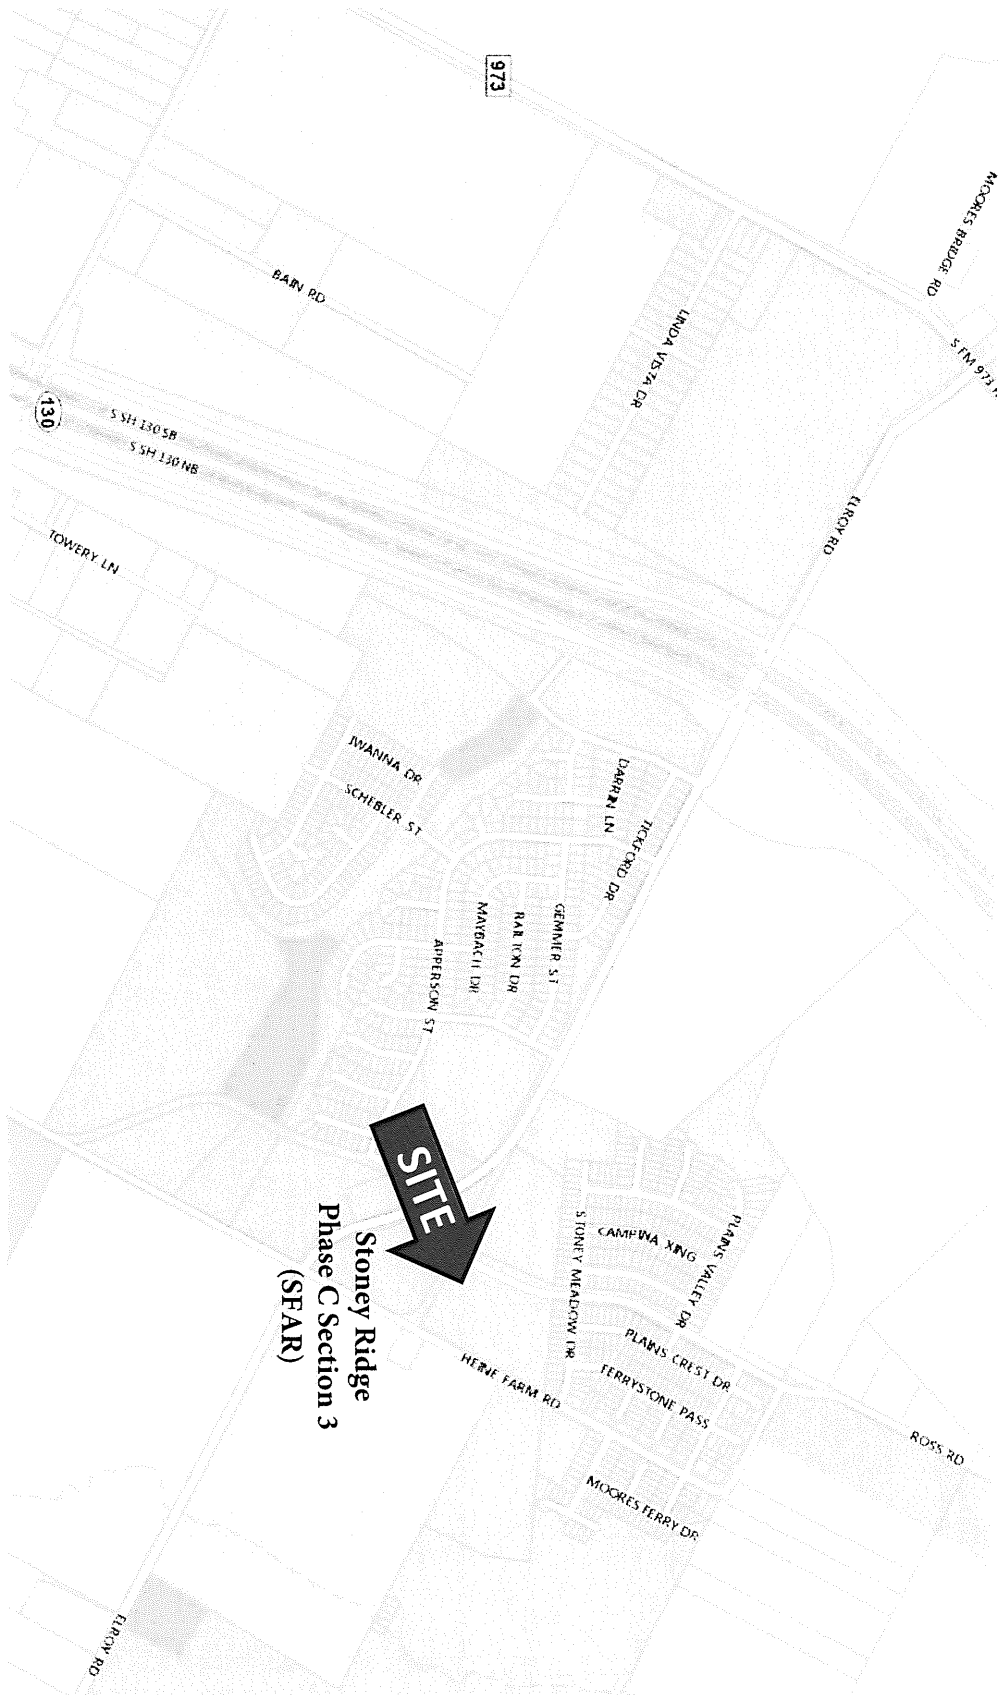 973
MOORES BRIDGE RD
S FM 973
BAIN RD
LINDA VISTA DR
130
S SH 130 SB
S SH 130 NB
ELROY RD
TOWERY LN
IWANNA DR
SCHEBLER ST
DARRIN LN
TICKFORD DR
GEMMER ST
RAILTON DR
MAYBACH DR
APPERSON ST
SITE
Stoney Ridge
Phase C Section 3
(SFAR)
STONEY MEADOW DR
CAMPINA XING
PLAINS VALLEY DR
PLAINS CREST DR
FERRYSTONE PASS
HEINE FARM RD
ROSS RD
MOORES FERRY DR
ELROY RD